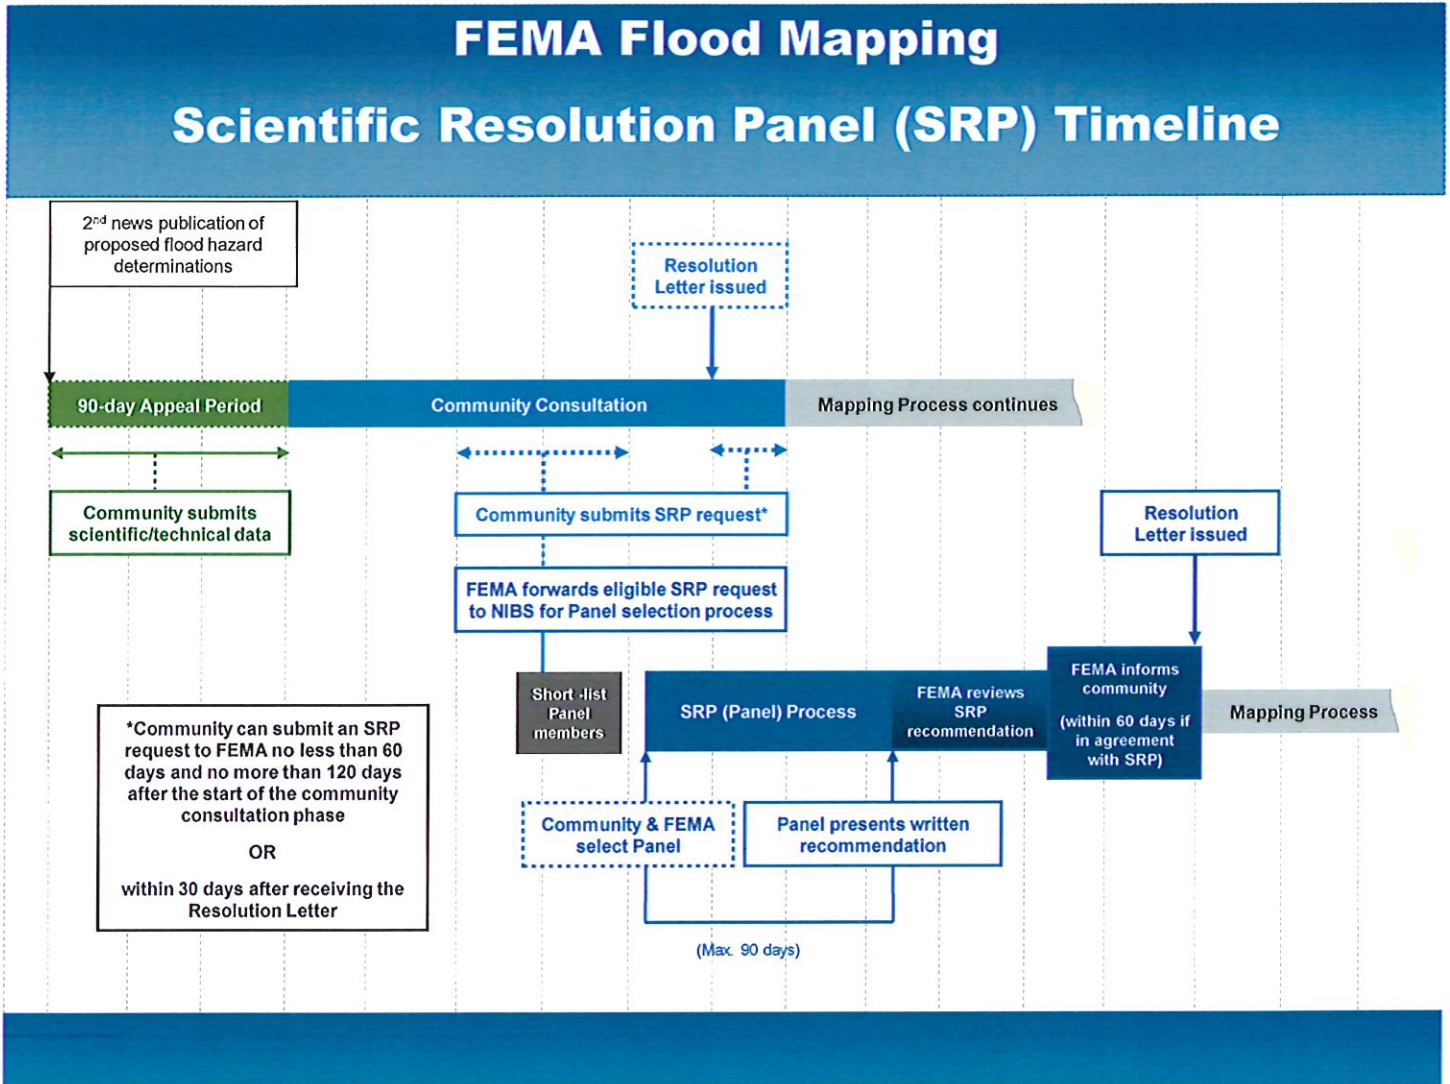 FEMA Flood Mapping
Scientific Resolution Panel (SRP) Timeline
2nd news publication of
proposed flood hazard
determinations
Resolution
Letter issued
90-day Appeal Period
Community Consultation
Mapping Process continues
Community submits
scientific/technical data
Community submits SRP request*
Resolution
Letter issued
FEMA forwards eligible SRP request
to NIBS for Panel selection process
Short -list
Panel
members
SRP (Panel) Process
FEMA reviews
SRP
recommendation
FEMA informs
community
(within 60 days if
in agreement
with SRP)
Mapping Process
*Community can submit an SRP
request to FEMA no less than 60
days and no more than 120 days
after the start of the community
consultation phase
OR
within 30 days after receiving the
Resolution Letter
Community & FEMA
select Panel
Panel presents written
recommendation
(Max. 90 days)